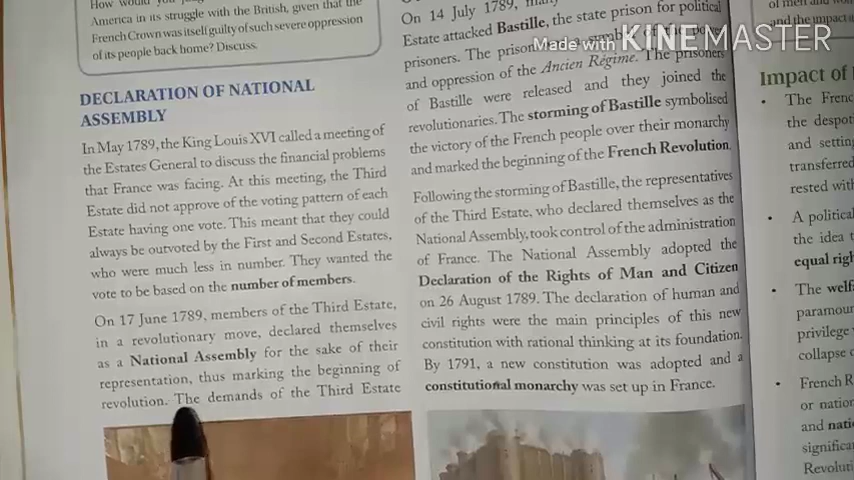 How would you
America in its struggle with the British, given that the
French Crown was itself guilty of such severe oppression
of its people back home? Discuss.
DECLARATION OF NATIONAL
ASSEMBLY
In May 1789, the King Louis XVI called a meeting of
the Estates General to discuss the financial problems
that France was facing. At this meeting, the Third
Estate did not approve of the voting pattern of each
Estate having one vote. This meant that they could
always be outvoted by the First and Second Estates,
who were much less in number. They wanted the
vote to be based on the number of members.
On 17 June 1789, members of the Third Estate,
in a revolutionary move, declared themselves
as a National Assembly for the sake of their
representation, thus marking the beginning of
revolution. The demands of the Third Estate
On 14 July 1789,
Estate attacked Bastille, the state prison for political
prisoners. The prison
and oppression of the Ancien Régime. The prisoners
of Bastille were released and they joined the
revolutionaries. The storming of Bastille symbolised
the victory of the French people over their monarchy
and marked the beginning of the French Revolution.
Following the storming of Bastille, the representatives
of the Third Estate, who declared themselves as the
National Assembly, took control of the administration
of France. The National Assembly adopted the
Declaration of the Rights of Man and Citizen
on 26 August 1789. The declaration of human and
civil rights were the main principles of this new
constitution with rational thinking at its foundation.
By 1791, a new constitution was adopted and a
constitutional monarchy was set up in France.
Made with KINEMASTER
of men and
and the impact
Impact of
• The Frenc
the despot
and setting
transferred
rested with
• A political
the idea t
equal righ
• The welf
paramour
privilege
collapse
• French R
or nation
and nati
significa
Revoluti